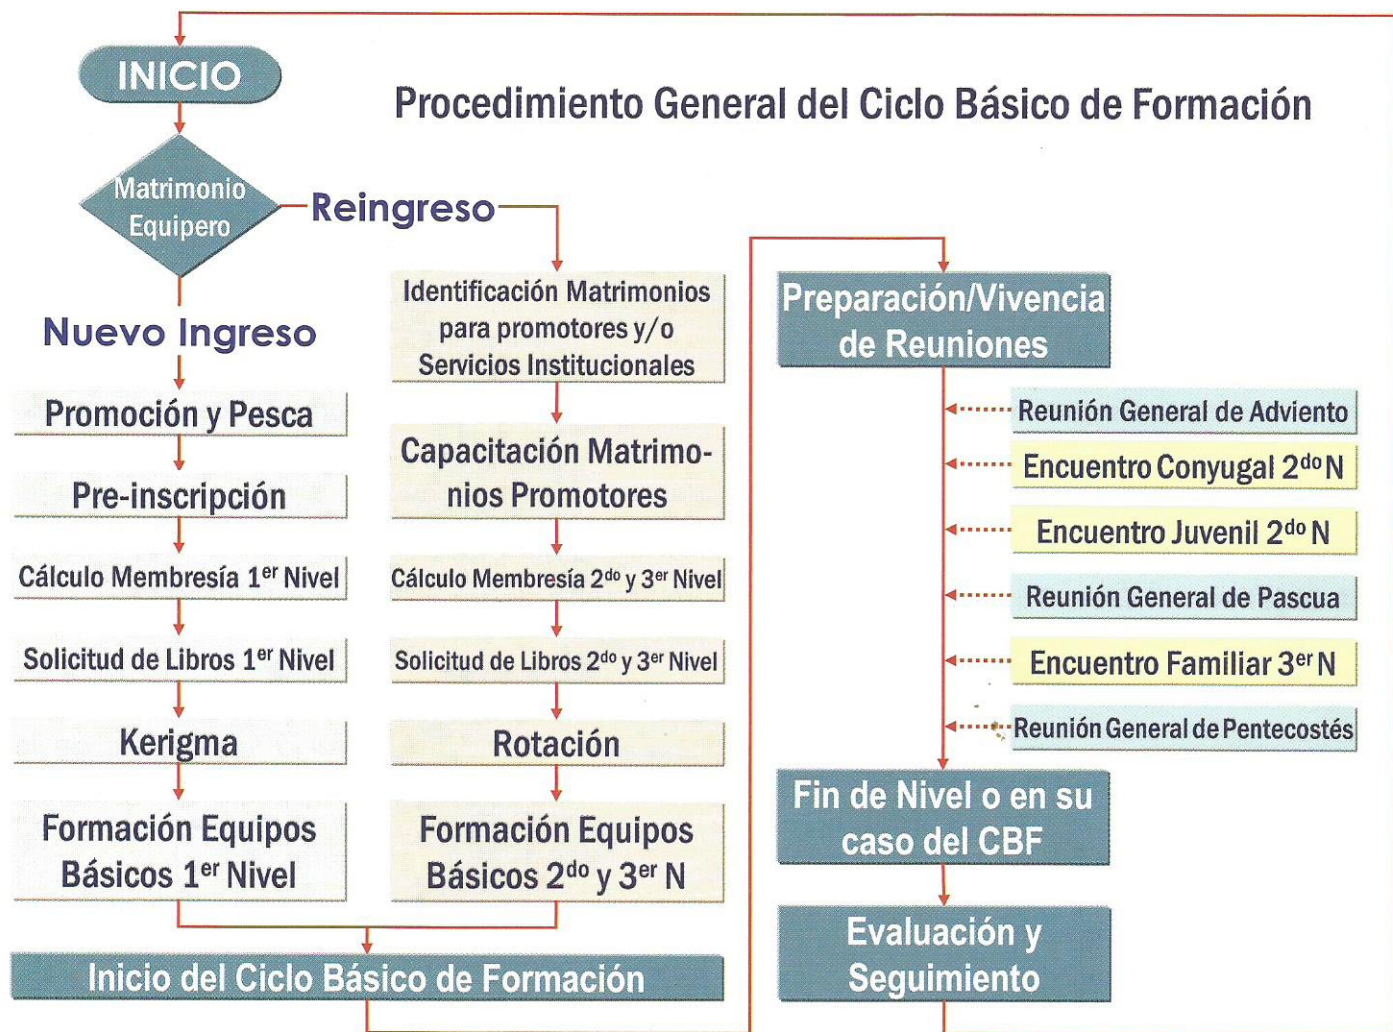 INICIO
Procedimiento General del Ciclo Básico de Formación
Matrimonio
Equipero
Reingreso
Nuevo Ingreso
Promoción y Pesca
Pre-inscripción
Cálculo Membresía 1er Nivel
Solicitud de Libros 1er Nivel
Kerigma
Formación Equipos
Básicos 1er Nivel
Identificación Matrimonios
para promotores y/o
Servicios Institucionales
Capacitación Matrimo-
nios Promotores
Cálculo Membresía 2do y 3er Nivel
Solicitud de Libros 2do y 3er Nivel
Rotación
Formación Equipos
Básicos 2do y 3er N
Inicio del Ciclo Básico de Formación
Preparación/Vivencia
de Reuniones
Reunión General de Adviento
Encuentro Conyugal 2do N
Encuentro Juvenil 2do N
Reunión General de Pascua
Encuentro Familiar 3er N
Reunión General de Pentecostés
Fin de Nivel o en su
caso del CBF
Evaluación y
Seguimiento